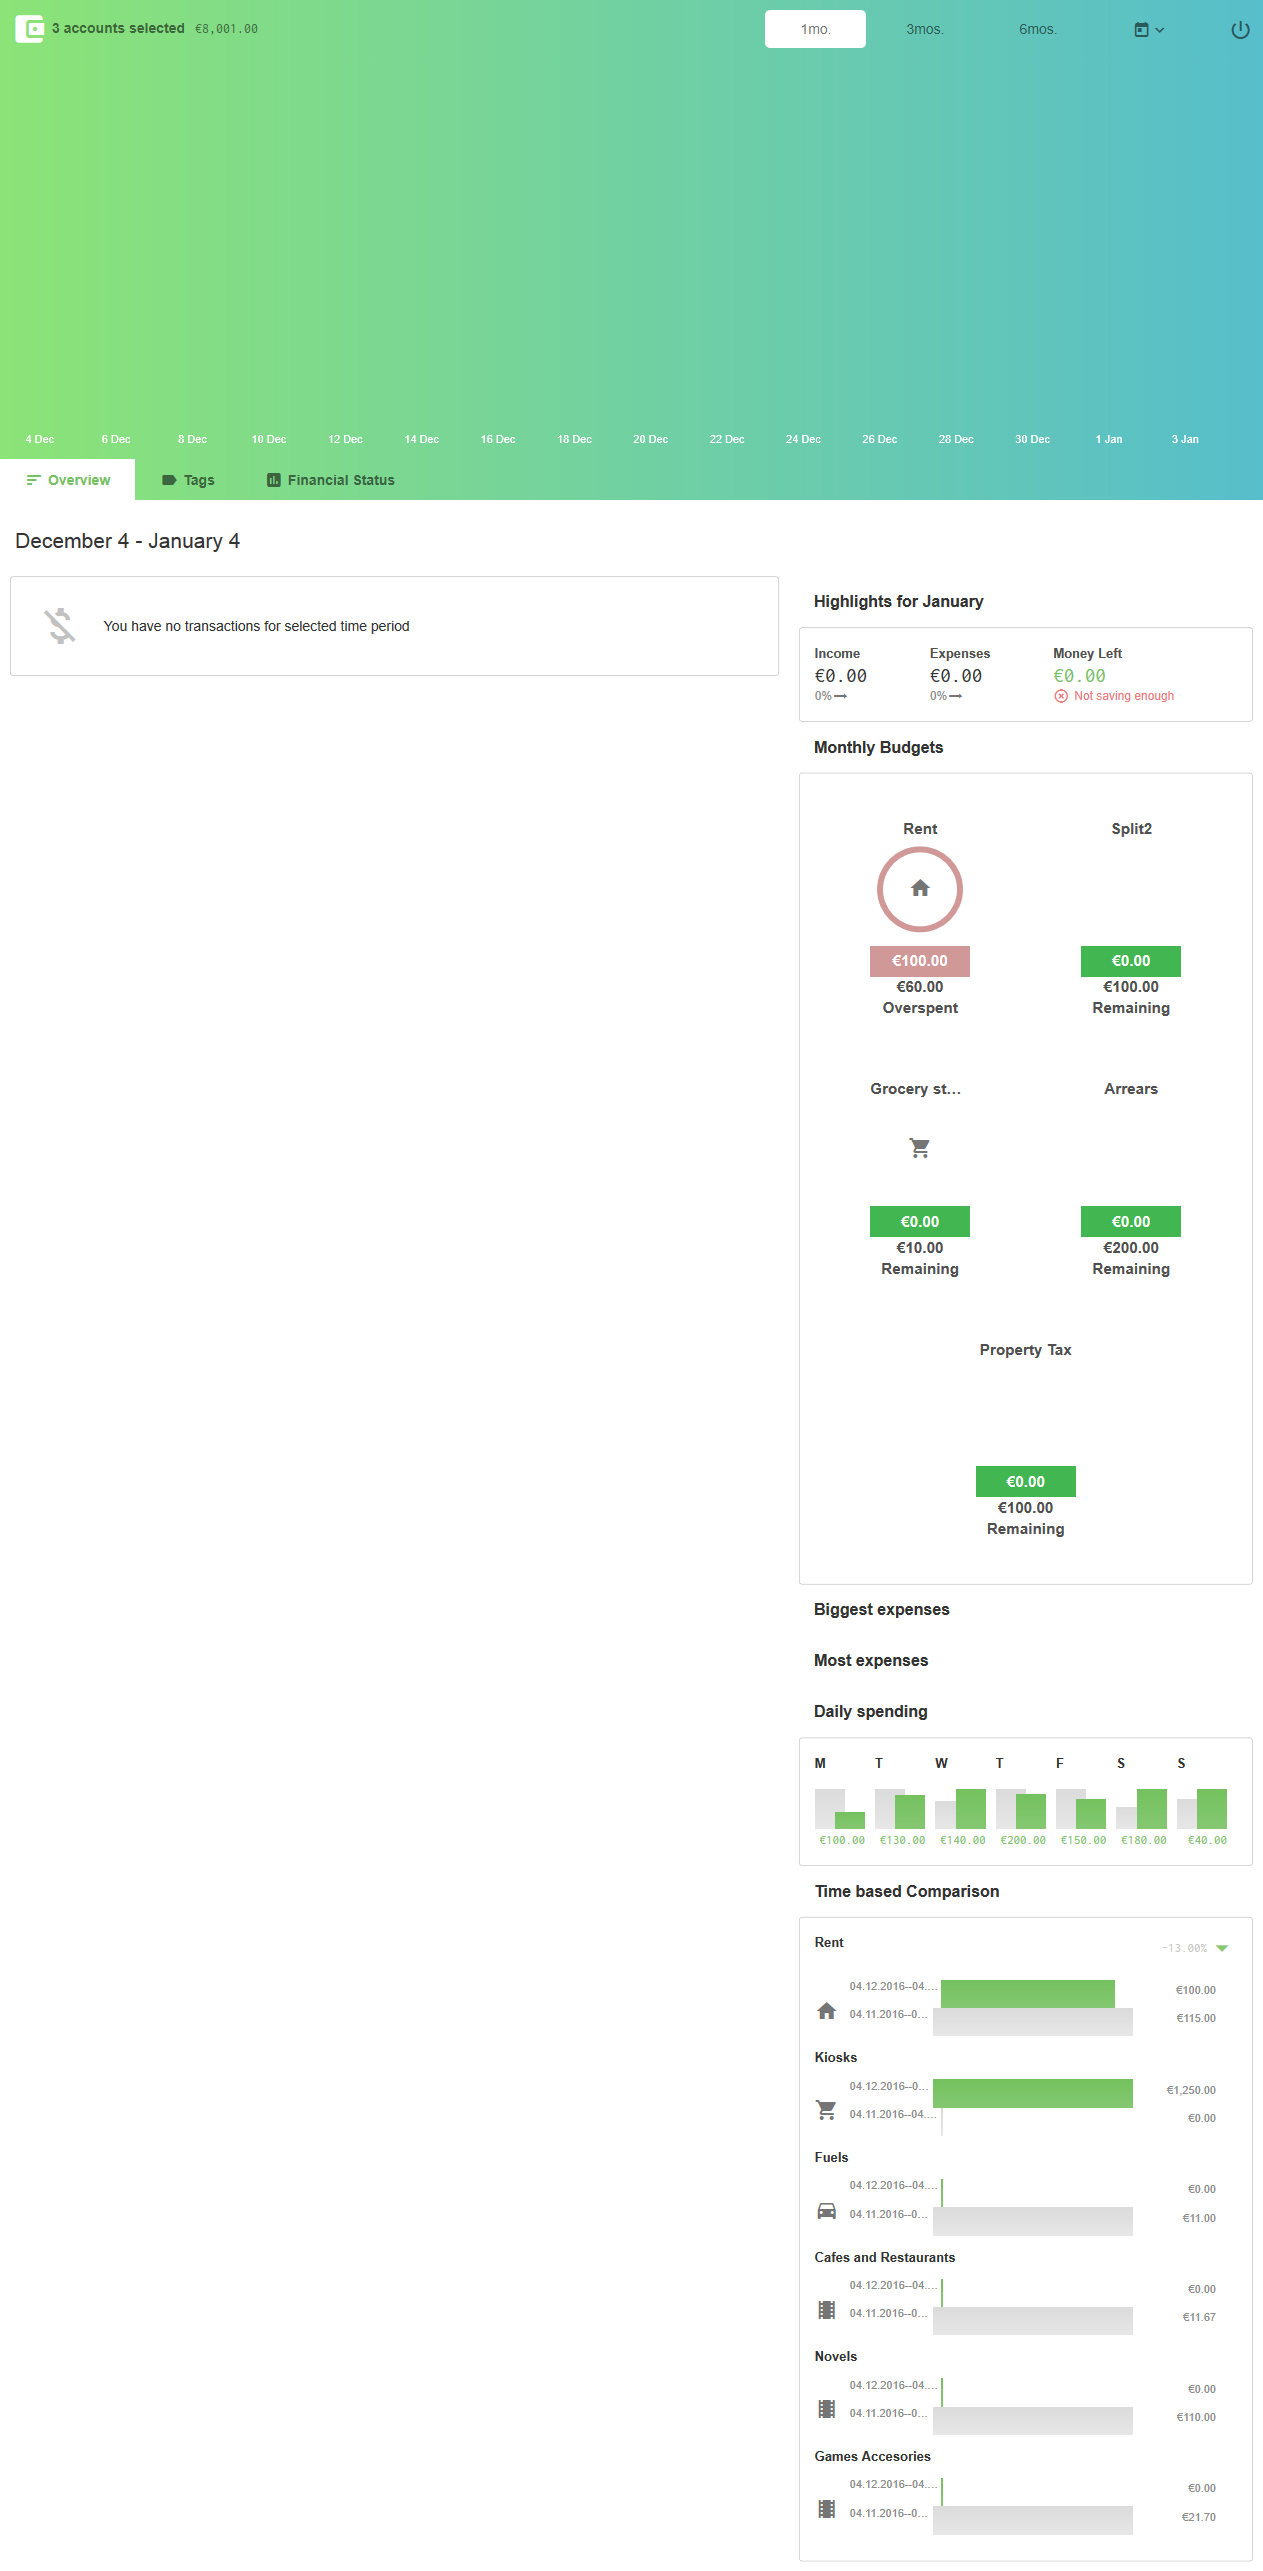 3 accounts selected €8,001.00
1mo. 3mos. 6mos.
4 Dec 6 Dec 8 Dec 10 Dec 12 Dec 14 Dec 16 Dec 18 Dec 20 Dec 22 Dec 24 Dec 26 Dec 28 Dec 30 Dec 1 Jan 3 Jan
Overview Tags Financial Status
December 4 - January 4
You have no transactions for selected time period
Highlights for January
Income Expenses Money Left
€0.00 €0.00 €0.00
0% 0% Not saving enough
Monthly Budgets
Rent Split2
€100.00 €0.00
€60.00 €100.00
Overspent Remaining
Grocery st... Arrears
€0.00 €0.00
€10.00 €200.00
Remaining Remaining
Property Tax
€0.00
€100.00
Remaining
Biggest expenses
Most expenses
Daily spending
M T W T F S S
€100.00 €130.00 €140.00 €200.00 €150.00 €180.00 €40.00
Time based Comparison
Rent -13.00%
04.12.2016--04.... €100.00
04.11.2016--0... €115.00
Kiosks
04.12.2016--0... €1,250.00
04.11.2016--04.... €0.00
Fuels
04.12.2016--04.... €0.00
04.11.2016--0... €11.00
Cafes and Restaurants
04.12.2016--04.... €0.00
04.11.2016--0... €11.67
Novels
04.12.2016--04.... €0.00
04.11.2016--0... €110.00
Games Accesories
04.12.2016--04.... €0.00
04.11.2016--0... €21.70